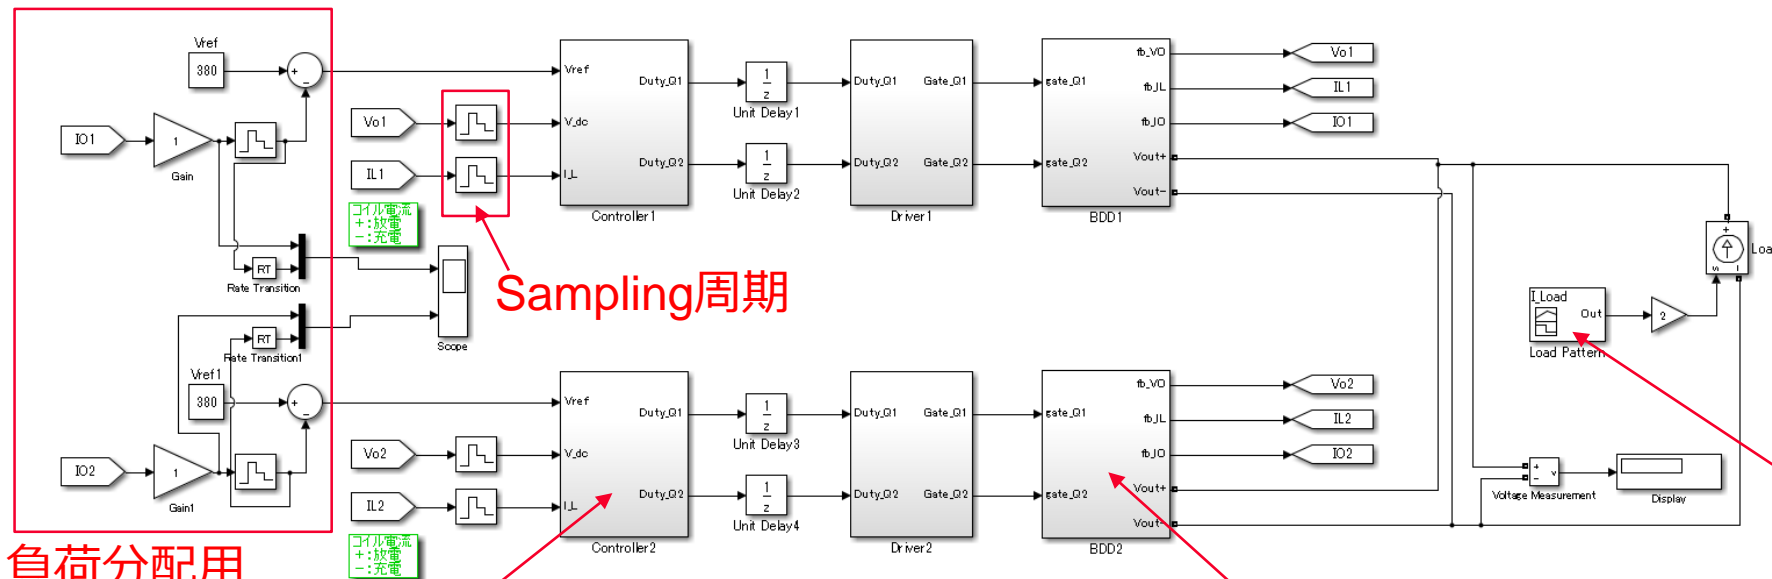 Vref
380
IO1
1
Gain
Vo1
IL1
コイル電流
+:放電
-:充電
RT
Rate Transition
RT
Rate Transition1
Scope
Sampling周期
Vref
V_dc
I_L
Duty_Q1
Duty_Q2
Controller1
1
z
Unit Delay1
1
z
Unit Delay2
Duty_Q1
Duty_Q2
Gate_Q1
Gate_Q2
Driver1
gate_Q1
gate_Q2
fb_VO
fb_IL
fb_IO
Vout+
Vout-
BDD1
Vo1
IL1
IO1
Loa
I_Load
Out
Load Pattern
2
Vref1
380
IO2
1
Gain1
負荷分配用
Vo2
IL2
コイル電流
+:放電
-:充電
Vref
V_dc
I_L
Duty_Q1
Duty_Q2
Controller2
1
z
Unit Delay3
1
z
Unit Delay4
Duty_Q1
Duty_Q2
Gate_Q1
Gate_Q2
Driver2
gate_Q1
gate_Q2
fb_VO
fb_IL
fb_IO
Vout+
Vout-
BDD2
Vo2
IL2
IO2
v
Voltage Measurement
Display